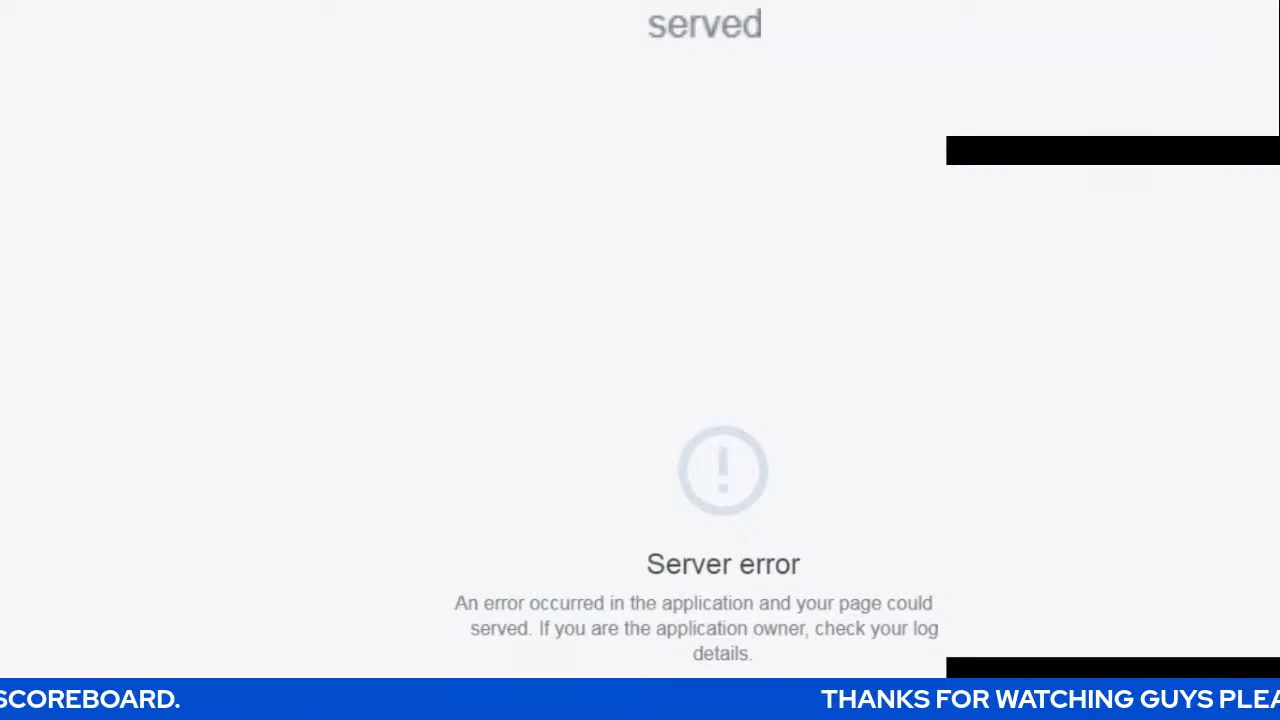 served
Server error
An error occurred in the application and your page could
served. If you are the application owner, check your log
details.
SCOREBOARD. THANKS FOR WATCHING GUYS PLEA